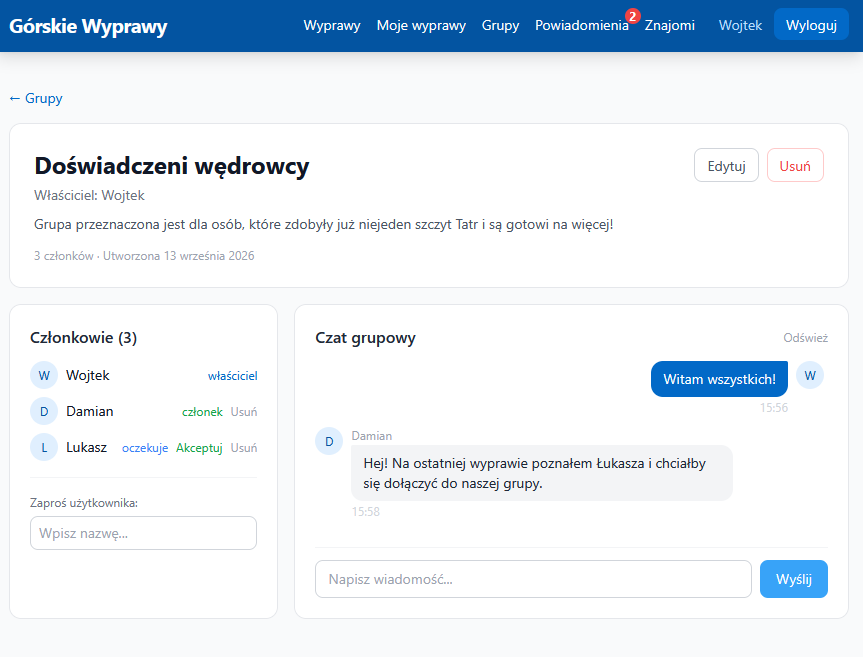 Górskie Wyprawy
Wyprawy Moje wyprawy Grupy Powiadomienia 2 Znajomi Wojtek Wyloguj
← Grupy
Doświadczeni wędrowcy
Edytuj Usuń
Właściciel: Wojtek
Grupa przeznaczona jest dla osób, które zdobyły już niejeden szczyt Tatr i są gotowi na więcej!
3 członków · Utworzona 13 września 2026
Członkowie (3)
W Wojtek właściciel
D Damian członek Usuń
L Lukasz oczekuje Akceptuj Usuń
Zaproś użytkownika:
Wpisz nazwę...
Czat grupowy
Odśwież
Witam wszystkich! W
15:56
D Damian
Hej! Na ostatniej wyprawie poznałem Łukasza i chciałby
się dołączyć do naszej grupy.
15:58
Napisz wiadomość... Wyślij